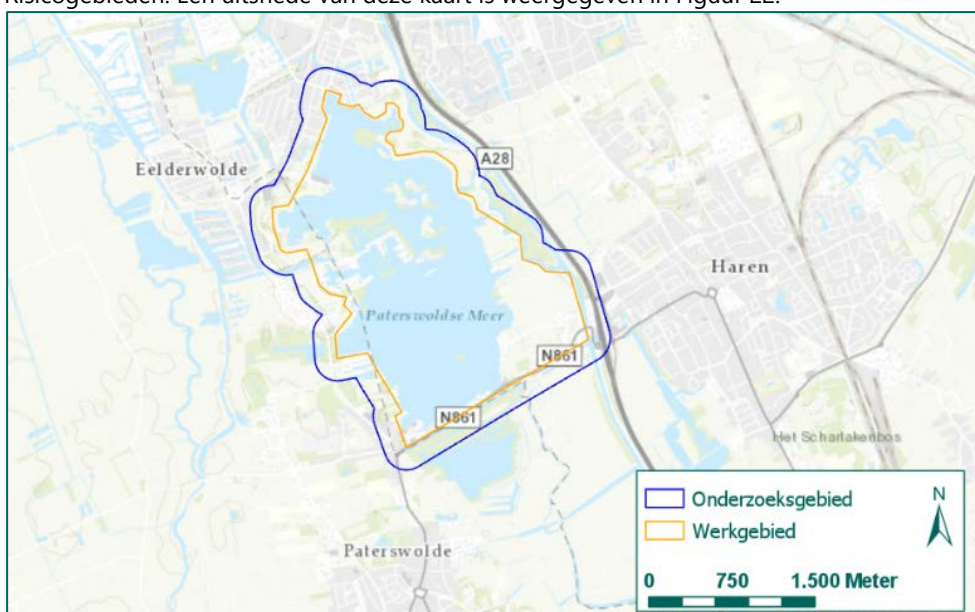 Risicogebieden. Een uitsnede van deze kaart is weergegeven in Figuur 22.
A28
Eelderwolde
Haren
Paterswoldse Meer
N861
N861
Het Scharlakenbos
Onderzoeksgebied
N
Werkgebied
Paterswolde
0 750 1.500 Meter